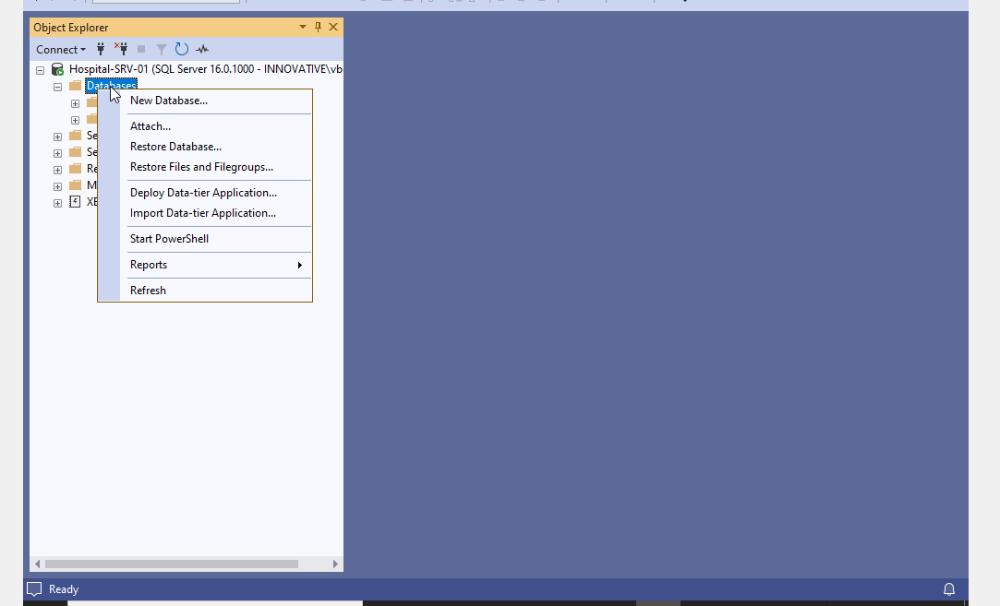 Object Explorer
Connect
Hospital-SRV-01 (SQL Server 16.0.1000 - INNOVATIVE\vb
Databases
New Database...
Attach...
Restore Database...
Restore Files and Filegroups...
Deploy Data-tier Application...
Import Data-tier Application...
Start PowerShell
Reports
Refresh
Se
Se
Re
M
XE
Ready